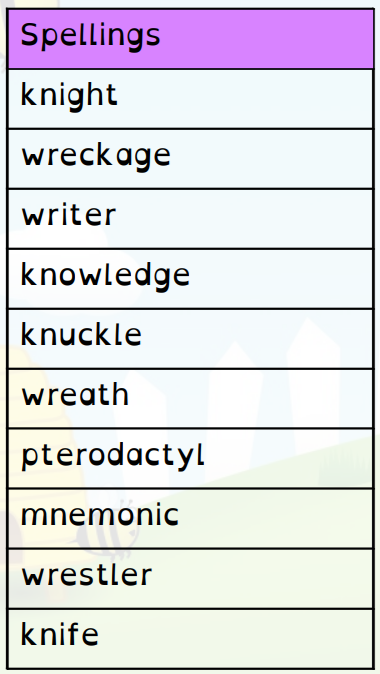 Spellings
knight
wreckage
writer
knowledge
knuckle
wreath
pterodactyl
mnemonic
wrestler
knife